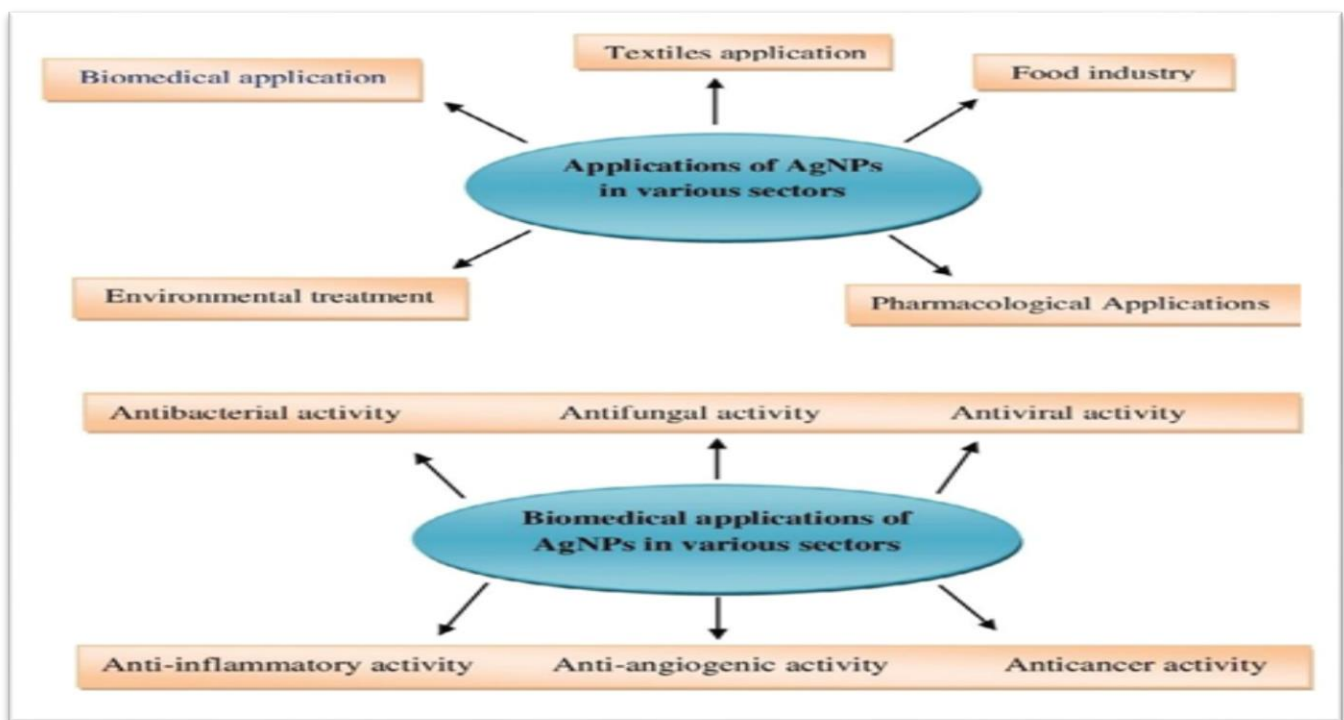 Textiles application
Biomedical application
Food industry
Applications of AgNPs
in various sectors
Environmental treatment
Pharmacological Applications
Antibacterial activity
Antifungal activity
Antiviral activity
Biomedical applications of
AgNPs in various sectors
Anti-inflammatory activity
Anti-angiogenic activity
Anticancer activity